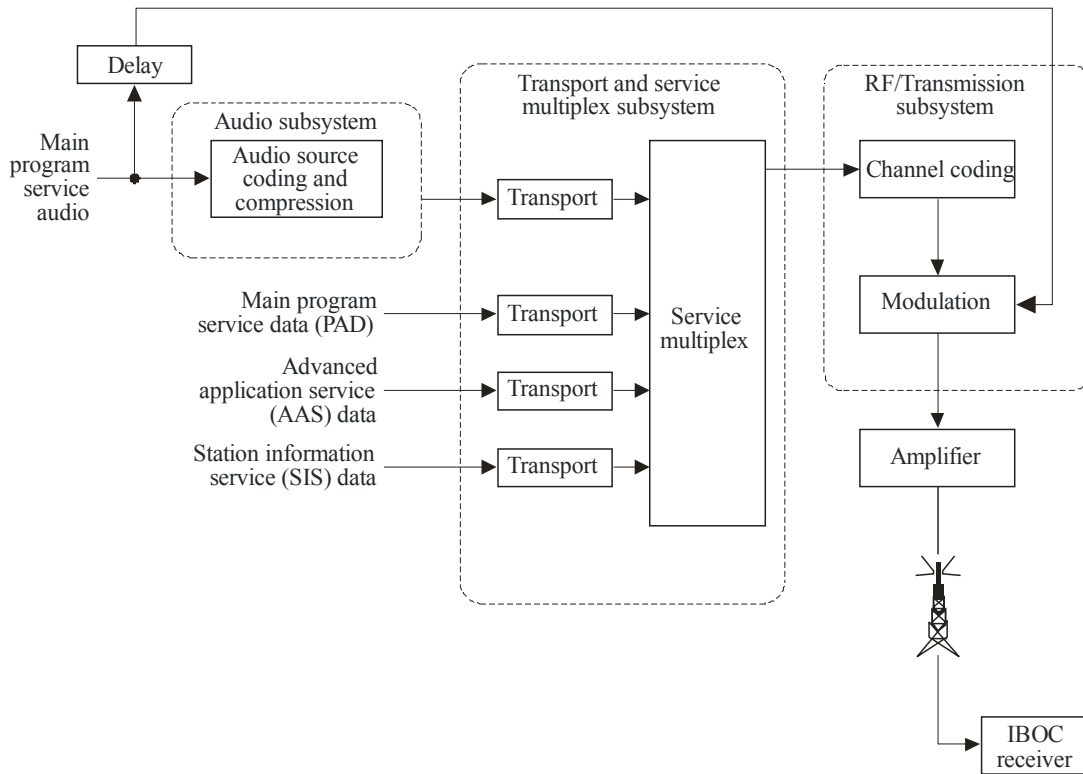 Delay
Main
program
service
audio
Audio subsystem
Audio source
coding and
compression
Transport and service
multiplex subsystem
Transport
Main program
service data (PAD)
Transport
Advanced
application service
(AAS) data
Transport
Station information
service (SIS) data
Transport
Service
multiplex
RF/Transmission
subsystem
Channel coding
Modulation
Amplifier
IBOC
receiver